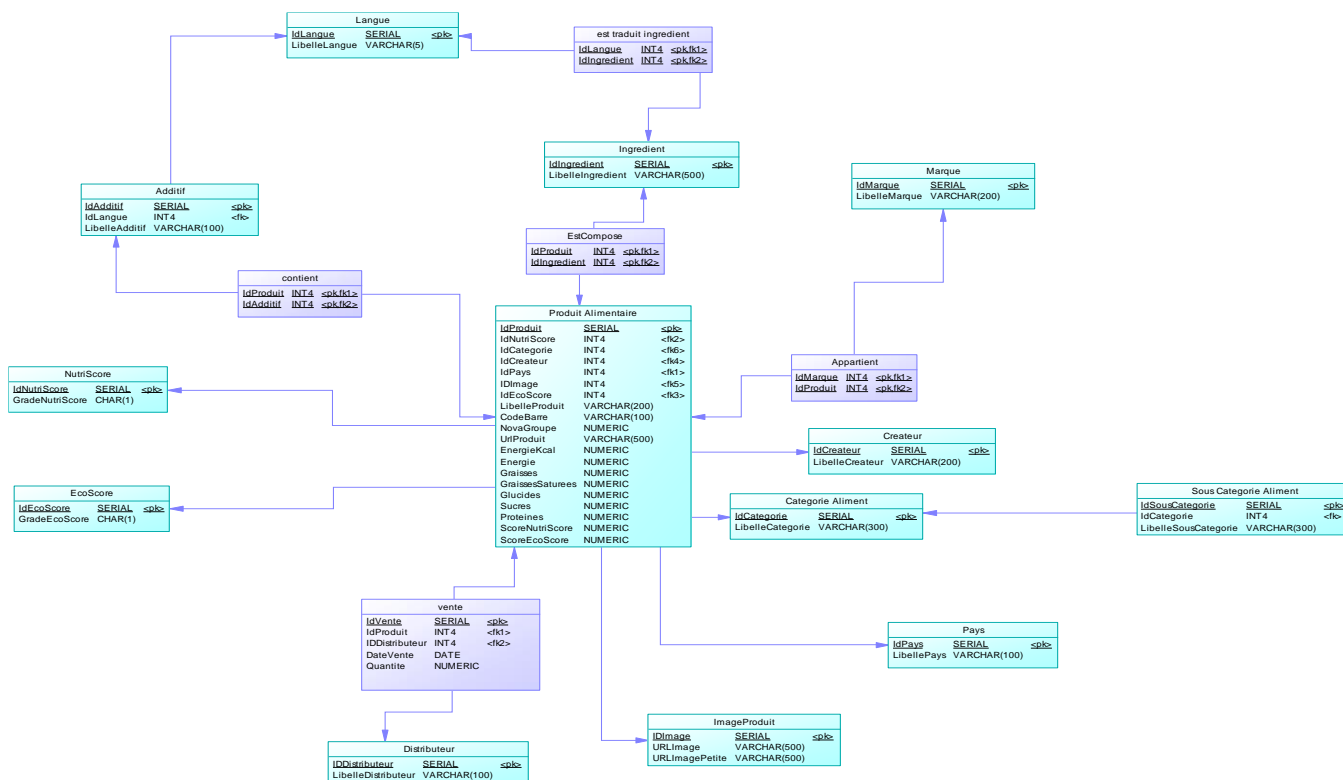 Langue
IdLangue SERIAL <pk>
LibelleLangue VARCHAR(5)
est traduit ingredient
IdLangue INT4 <pk,fk1>
IdIngredient INT4 <pk,fk2>
Ingredient
IdIngredient SERIAL <pk>
LibelleIngredient VARCHAR(500)
Marque
IdMarque SERIAL <pk>
LibelleMarque VARCHAR(200)
Additif
IdAdditif SERIAL <pk>
IdLangue INT4 <fk>
LibelleAdditif VARCHAR(100)
EstCompose
IdProduit INT4 <pk,fk1>
IdIngredient INT4 <pk,fk2>
contient
IdProduit INT4 <pk,fk1>
IdAdditif INT4 <pk,fk2>
Produit Alimentaire
IdProduit SERIAL <pk>
IdNutriScore INT4 <fk2>
IdCategorie INT4 <fk6>
IdCreateur INT4 <fk4>
IdPays INT4 <fk1>
IDImage INT4 <fk5>
IdEcoScore INT4 <fk3>
LibelleProduit VARCHAR(200)
CodeBarre VARCHAR(100)
NovaGroupe NUMERIC
UrlProduit VARCHAR(500)
EnergieKcal NUMERIC
Energie NUMERIC
Graisses NUMERIC
GraissesSaturees NUMERIC
Glucides NUMERIC
Sucres NUMERIC
Proteines NUMERIC
ScoreNutriScore NUMERIC
ScoreEcoScore NUMERIC
Appartient
IdMarque INT4 <pk,fk1>
IdProduit INT4 <pk,fk2>
NutriScore
IdNutriScore SERIAL <pk>
GradeNutriScore CHAR(1)
Createur
IdCreateur SERIAL <pk>
LibelleCreateur VARCHAR(200)
EcoScore
IdEcoScore SERIAL <pk>
GradeEcoScore CHAR(1)
Categorie Aliment
IdCategorie SERIAL <pk>
LibelleCategorie VARCHAR(300)
Sous Categorie Aliment
IdSousCategorie SERIAL <pk>
IdCategorie INT4 <fk>
LibelleSousCategorie VARCHAR(300)
vente
IdVente SERIAL <pk>
IdProduit INT4 <fk1>
IDDistributeur INT4 <fk2>
DateVente DATE
Quantite NUMERIC
Pays
IdPays SERIAL <pk>
LibellePays VARCHAR(100)
ImageProduit
IDImage SERIAL <pk>
URLImage VARCHAR(500)
URLImagePetite VARCHAR(500)
Distributeur
IDDistributeur SERIAL <pk>
LibelleDistributeur VARCHAR(100)